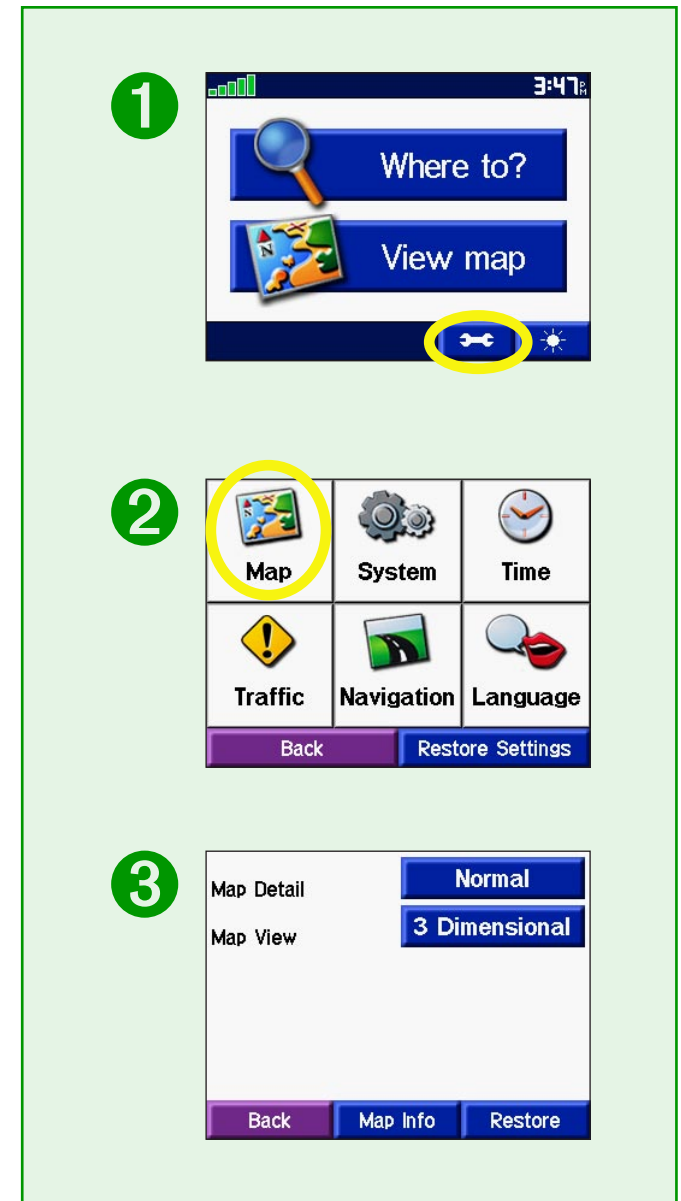 1
3:47 PM
Where to?
N
View map
2
Map System Time
Traffic Navigation Language
Back Restore Settings
3
Map Detail Normal
Map View 3 Dimensional
Back Map Info Restore